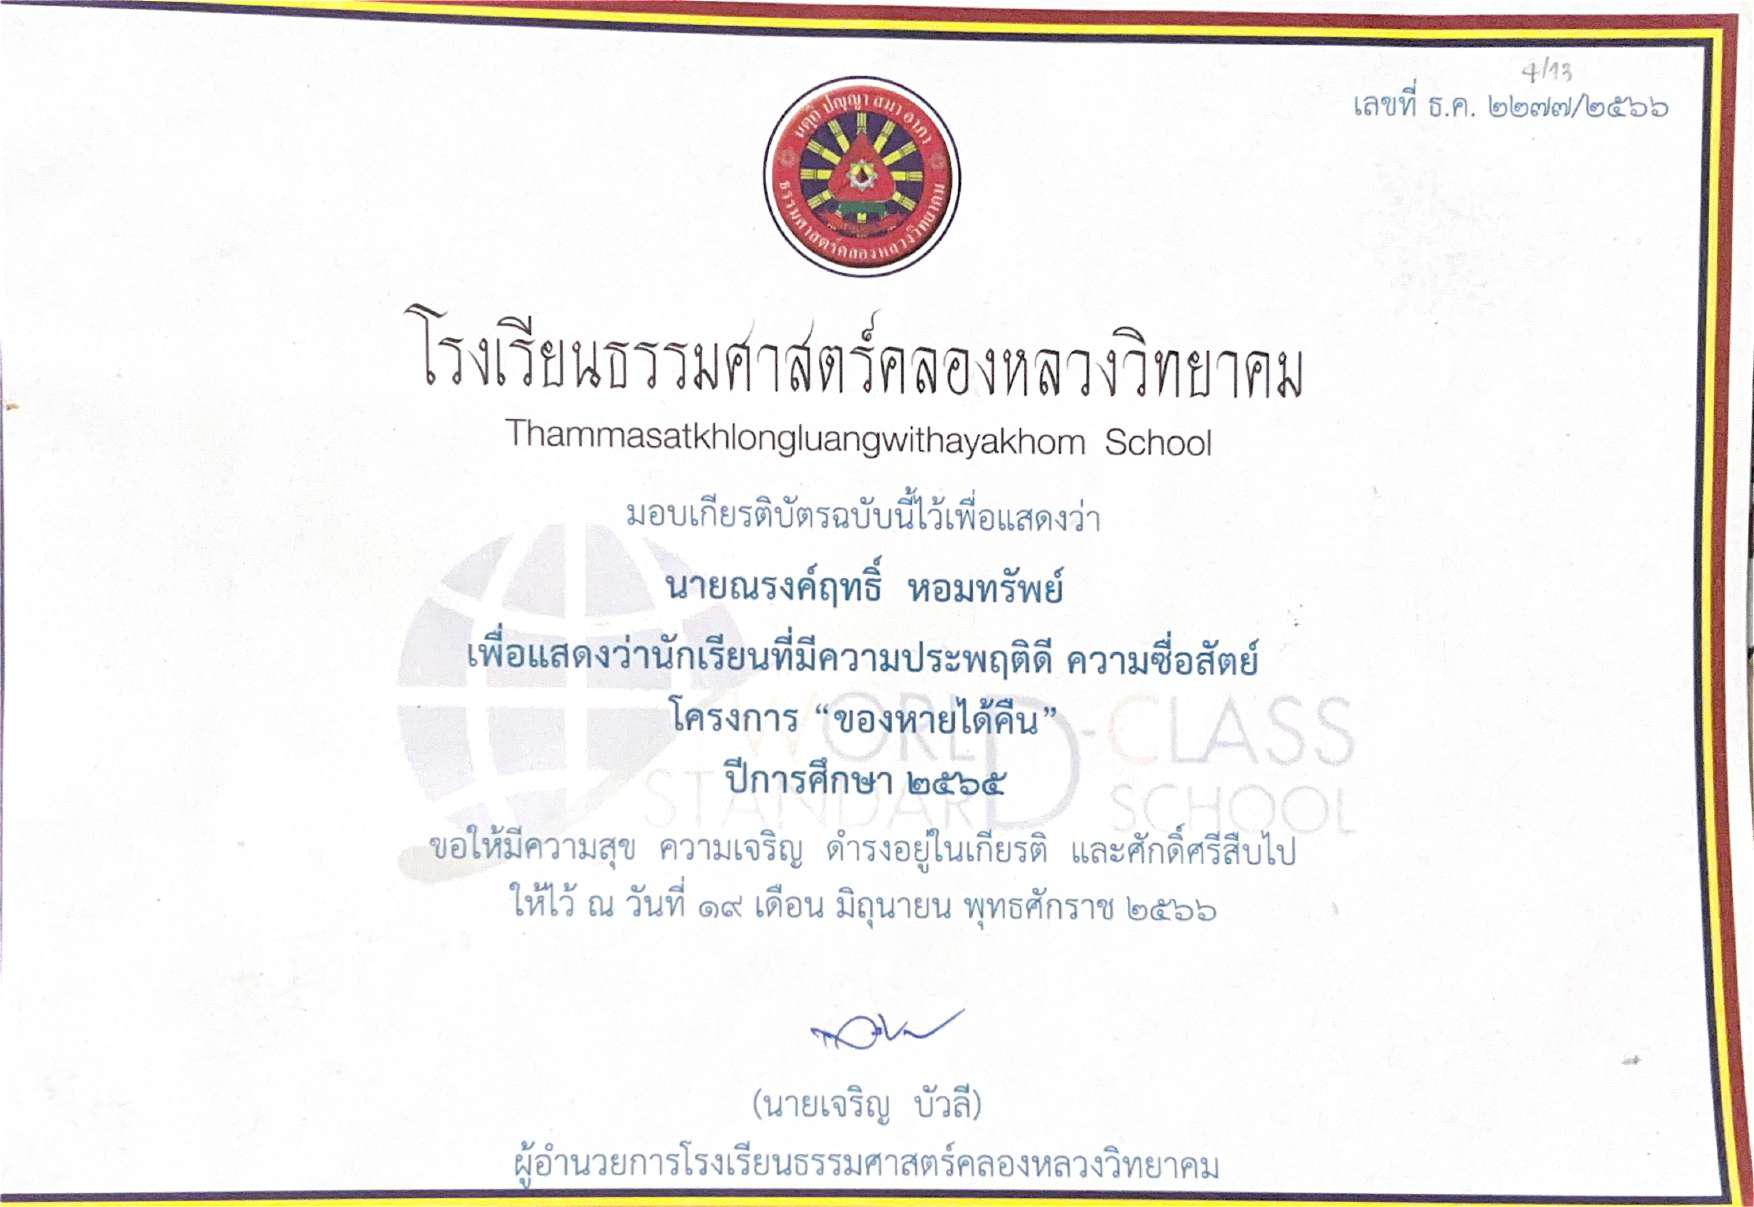 4/13
เลขที่ ธ.ค. ๒๒๗๗/๒๕๖๖
ปัญญา
ธรรมศาสตร์คลองหลวงวิทยาคม
โรงเรียนธรรมศาสตร์คลองหลวงวิทยาคม
Thammasatkhlongluangwithayakhom School
มอบเกียรติบัตรฉบับนี้ไว้เพื่อแสดงว่า
นายณรงค์ฤทธิ์ หอมทรัพย์
เพื่อแสดงว่านักเรียนที่มีความประพฤติดี ความซื่อสัตย์
โครงการ “ของหายได้คืน”
ปีการศึกษา ๒๕๖๕
WORLD-CLASS
STANDARD SCHOOL
ขอให้มีความสุข ความเจริญ ดำรงอยู่ในเกียรติ และศักดิ์ศรีสืบไป
ให้ไว้ ณ วันที่ ๑๙ เดือน มิถุนายน พุทธศักราช ๒๕๖๖
(นายเจริญ บัวลี)
ผู้อำนวยการโรงเรียนธรรมศาสตร์คลองหลวงวิทยาคม